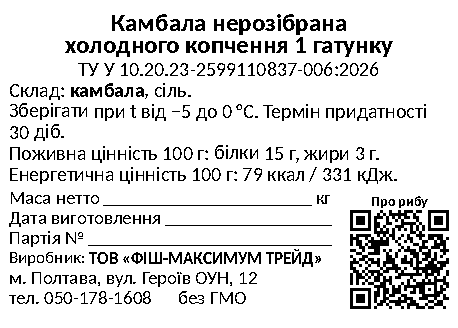 Камбала нерозібрана
холодного копчення 1 гатунку
ТУ У 10.20.23-2599110837-006:2026
Склад: камбала, сіль.
Зберігати при t від −5 до 0 °С. Термін придатності
30 діб.
Поживна цінність 100 г: білки 15 г, жири 3 г.
Енергетична цінність 100 г: 79 ккал / 331 кДж.
Маса нетто ____________________ кг
Дата виготовлення ____________________
Партія № ____________________
Про рибу
Виробник: ТОВ «ФІШ-МАКСИМУМ ТРЕЙД»
м. Полтава, вул. Героїв ОУН, 12
тел. 050-178-1608 без ГМО